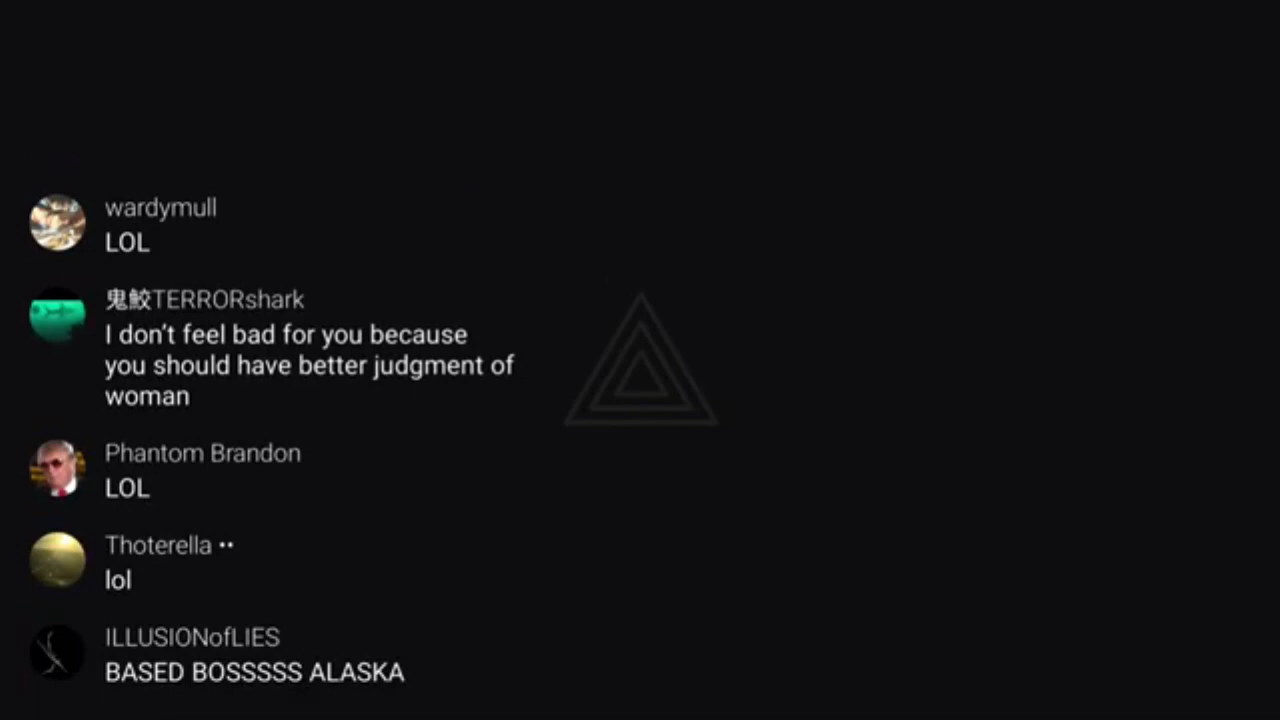 wardymull
LOL
鬼鮫TERRORshark
I don't feel bad for you because
you should have better judgment of
woman
Phantom Brandon
LOL
Thoterella ••
lol
ILLUSIONofLIES
BASED BOSSSSS ALASKA